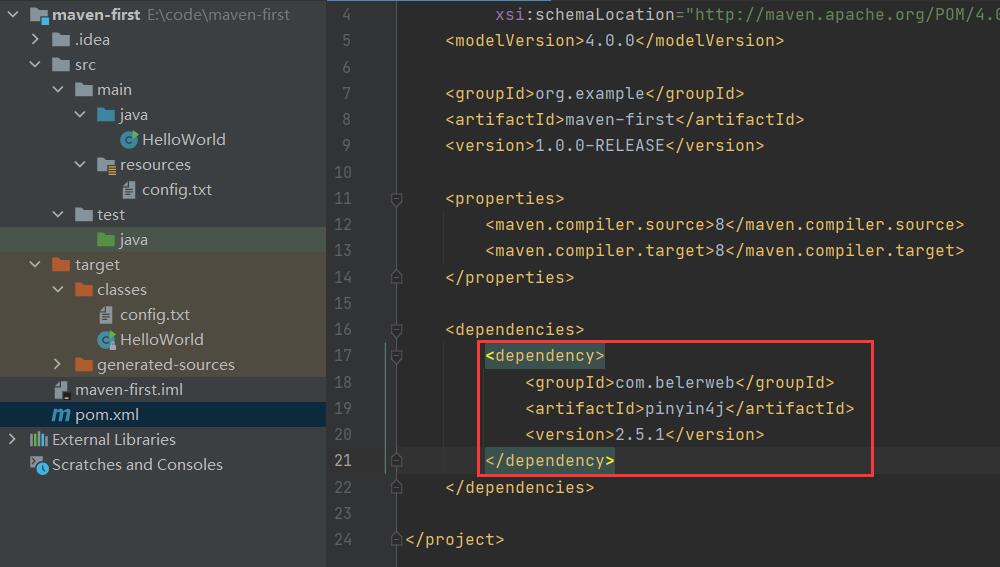 maven-first E:\code\maven-first
.idea
src
main
java
HelloWorld
resources
config.txt
test
java
target
classes
config.txt
HelloWorld
generated-sources
maven-first.iml
pom.xml
External Libraries
Scratches and Consoles
4 xsi:schemaLocation="http://maven.apache.org/POM/4.0
5 <modelVersion>4.0.0</modelVersion>
6
7 <groupId>org.example</groupId>
8 <artifactId>maven-first</artifactId>
9 <version>1.0.0-RELEASE</version>
10
11 <properties>
12 <maven.compiler.source>8</maven.compiler.source>
13 <maven.compiler.target>8</maven.compiler.target>
14 </properties>
15
16 <dependencies>
17 <dependency>
18 <groupId>com.belerweb</groupId>
19 <artifactId>pinyin4j</artifactId>
20 <version>2.5.1</version>
21 </dependency>
22 </dependencies>
23
24 </project>